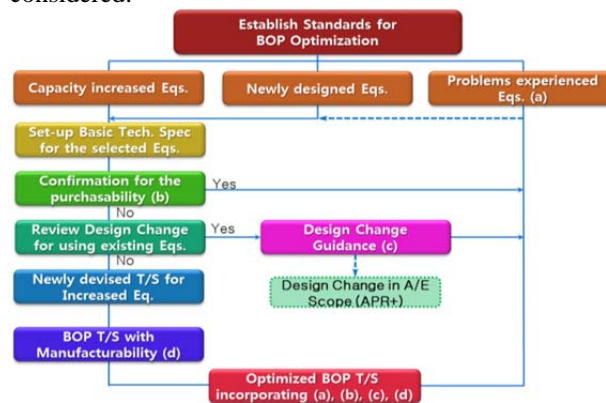 considered.
Establish Standards for
BOP Optimization
Capacity increased Eqs.
Newly designed Eqs.
Problems experienced
Eqs. (a)
Set-up Basic Tech. Spec
for the selected Eqs.
Confirmation for the
purchasability (b)
Yes
No
Review Design Change
for using existing Eqs.
Yes
Design Change
Guidance (c)
No
Design Change in A/E
Scope (APR+)
Newly devised T/S for
Increased Eq.
BOP T/S with
Manufacturability (d)
Optimized BOP T/S
incorporating (a), (b), (c), (d)